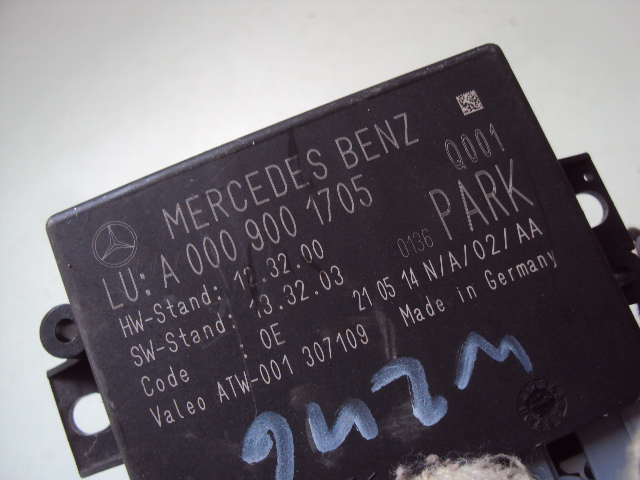 MERCEDES BENZ Q001
LU: A 000 900 1705 PARK
HW-Stand: 12.32.00 0136
SW-Stand: 13.32.03 21 05 14 N/A/02/AA
Code : 0E Made in Germany
Valeo ATW-001 307109